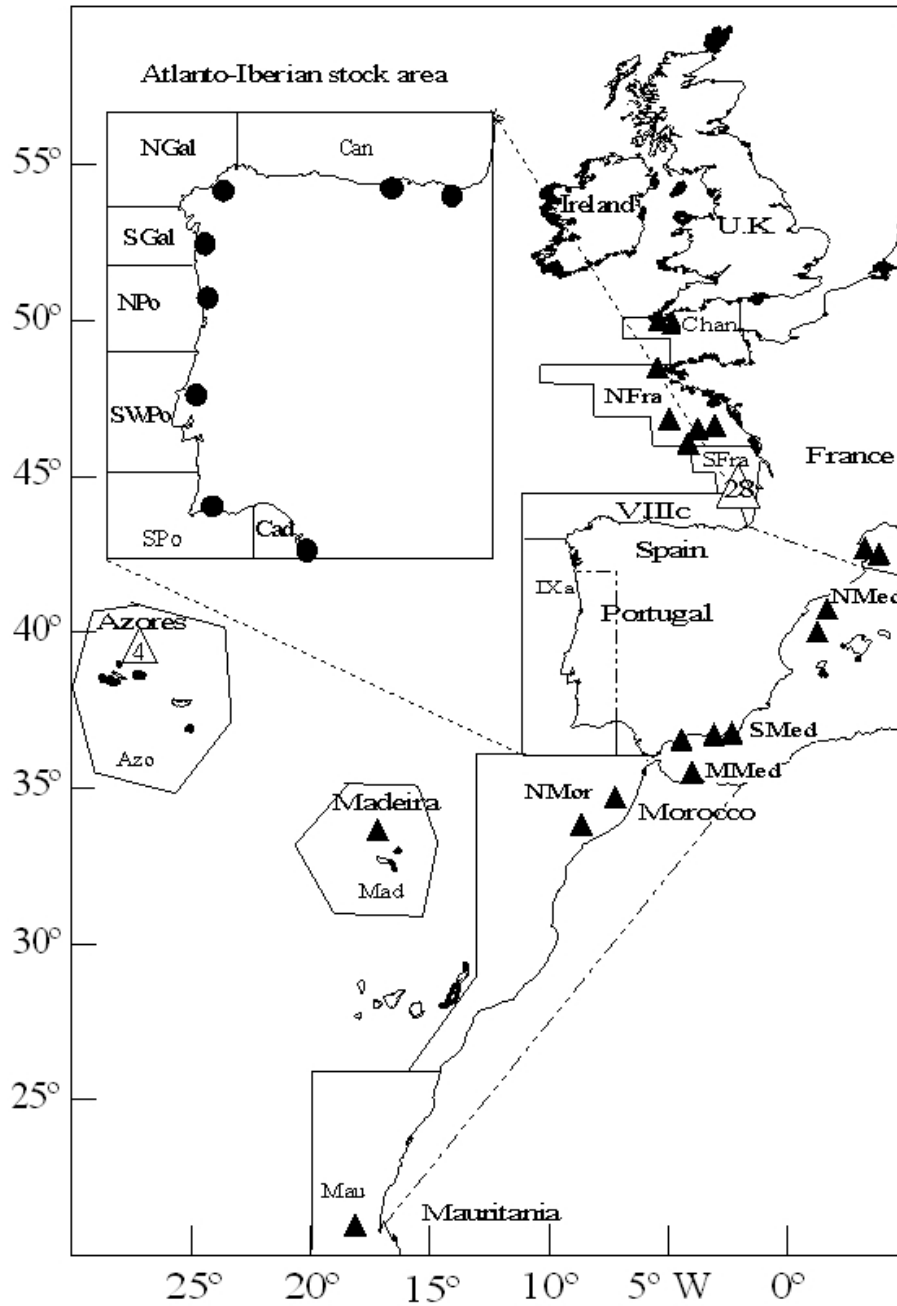 Atlanto-Iberian stock area
NGal
Can
SGal
NPo
SWPo
SPo
Cad
55°
50°
45°
40°
35°
30°
25°
Ireland
U.K.
Chan
NFra
SFra
France
28
VIIIc
Spain
IXa
Portugal
NMed
SMed
MMed
Azores
4
Azo
Madeira
Mad
NMor
Morocco
Mau
Mauritania
25° 20° 15° 10° 5° W 0°